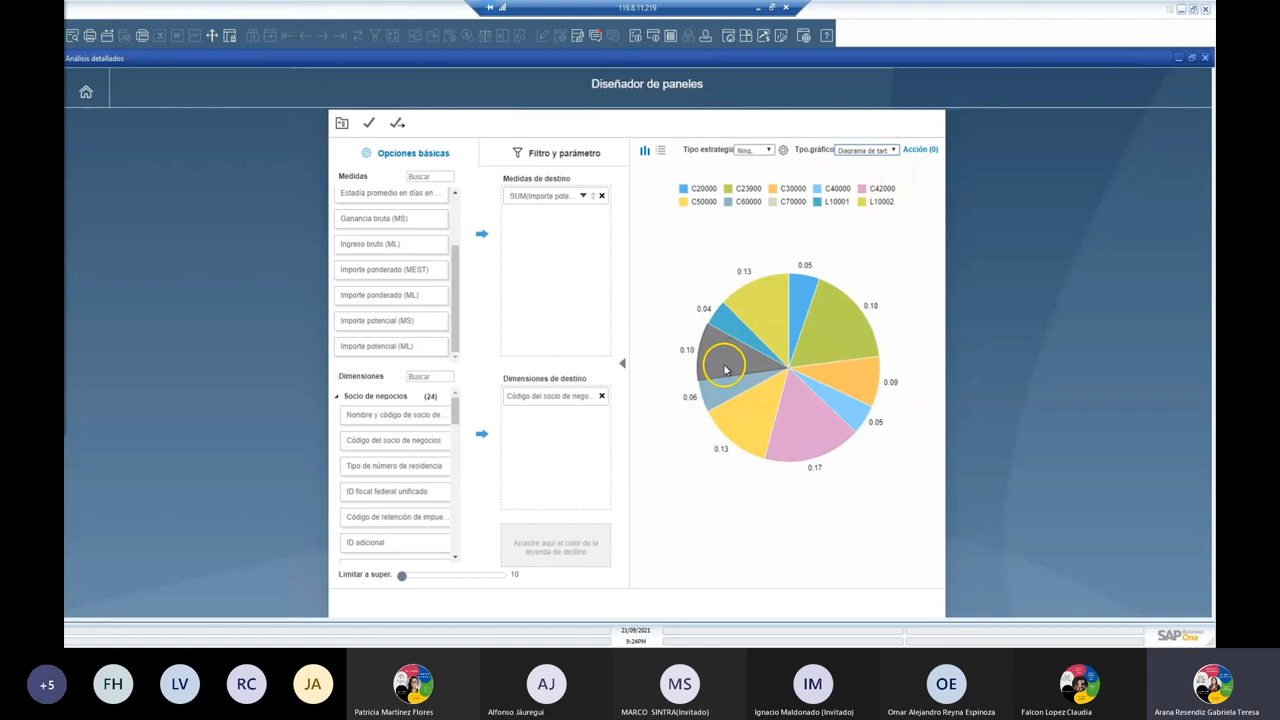 119.8.11.219
Análisis detallados
Diseñador de paneles
Opciones básicas
Filtro y parámetro
Tipo estrategia
Ning.
Tpo.gráfico
Diagrama de tart
Acción (0)
Medidas
Buscar
Estadía promedio en días en ...
Ganancia bruta (MS)
Ingreso bruto (ML)
Importe ponderado (MEST)
Importe ponderado (ML)
Importe potencial (MS)
Importe potencial (ML)
Dimensiones
Buscar
Socio de negocios (24)
Nombre y código de socio de ...
Código del socio de negocios
Tipo de número de residencia
ID fiscal federal unificado
Código de retención de impue...
ID adicional
Limitar a super.
10
Medidas de destino
SUM(Importe pote...
Dimensiones de destino
Código del socio de nego...
Arrastre aquí el color de la
leyenda de destino
C20000 C23900 C30000 C40000 C42000
C50000 C60000 C70000 L10001 L10002
0.05
0.18
0.09
0.05
0.17
0.13
0.06
0.10
0.04
0.13
21/09/2021
9:24PM
SAP Business One
+5
FH
LV
RC
JA
Patricia Martínez Flores
AJ
Alfonso Jáuregui
MS
MARCO SINTRA(Invitado)
IM
Ignacio Maldonado (Invitado)
OE
Omar Alejandro Reyna Espinoza
Falcon Lopez Claudia
Arana Resendiz Gabriela Teresa